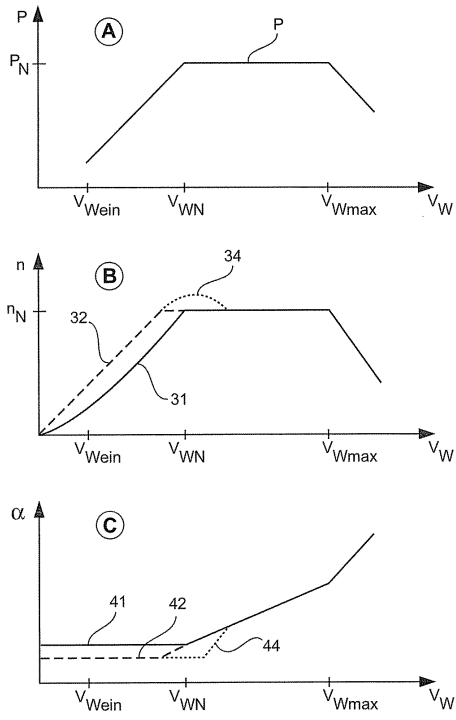 P
A
P
P_N
V_Wein
V_WN
V_Wmax
V_W
n
B
34
n_N
32
31
V_Wein
V_WN
V_Wmax
V_W
α
C
41
42
44
V_Wein
V_WN
V_Wmax
V_W